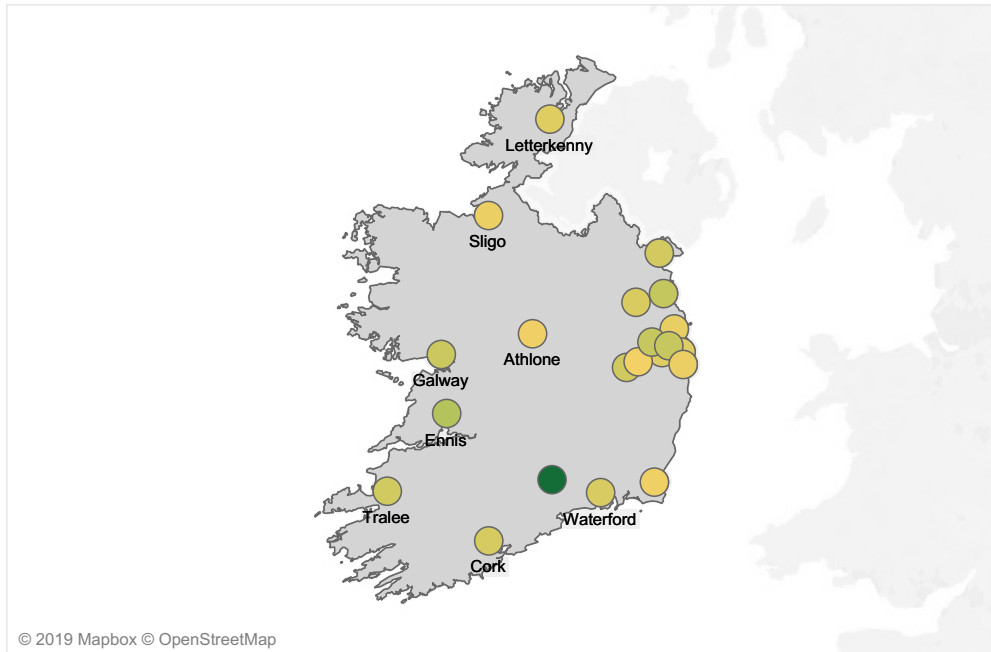 Letterkenny
Sligo
Athlone
Galway
Ennis
Tralee
Waterford
Cork
© 2019 Mapbox © OpenStreetMap